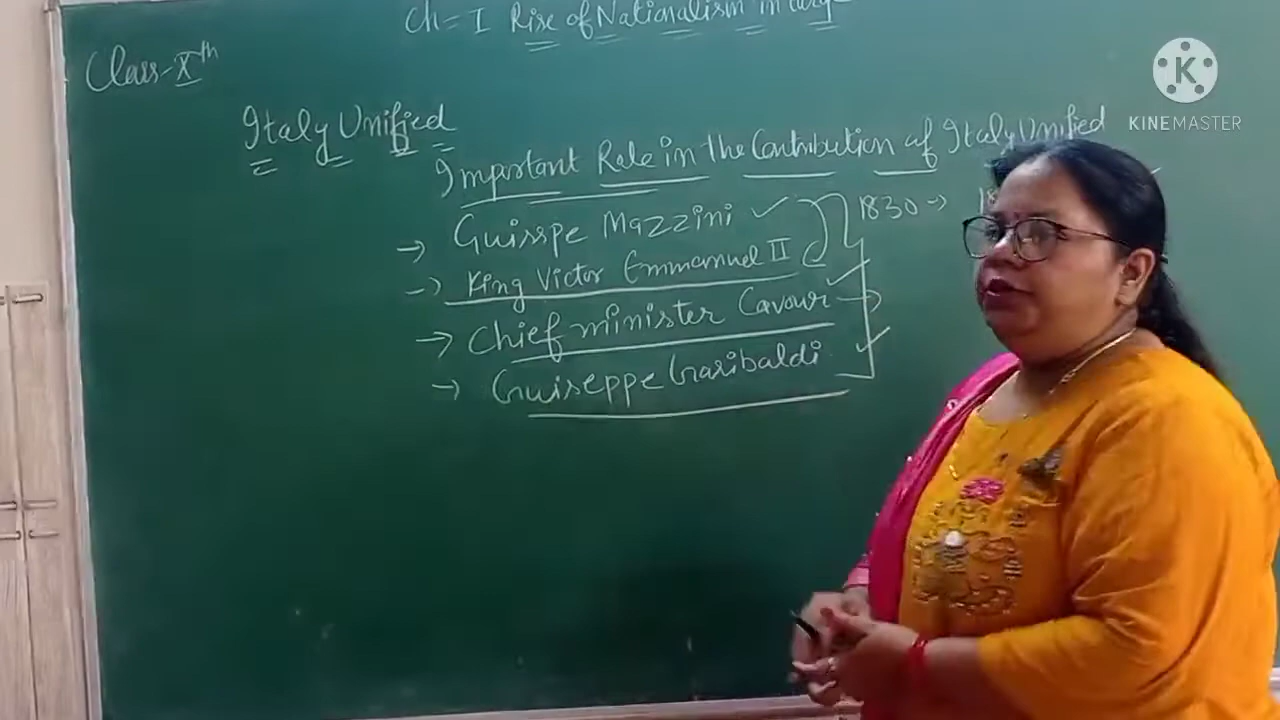 Ch = I Rise of Nationalism in
Class-Xth
Italy Unified
Important Role in the Contribution of Italy Unified
→ Guisspe Mazzini ✓ 1830 →
→ King Victor Emmanuel II
→ Chief minister Cavour
→ Guiseppe Garibaldi
K
KINEMASTER